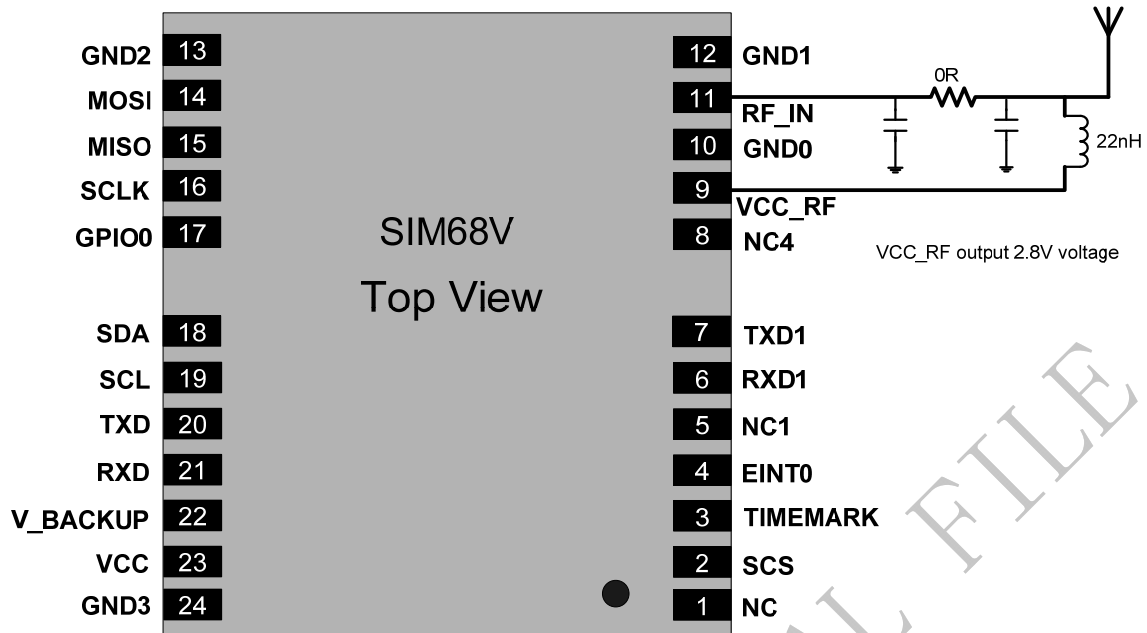 GND2 13
12 GND1
0R
MOSI 14
11 RF_IN
MISO 15
10 GND0
22nH
SCLK 16
9 VCC_RF
GPIO0 17
8 NC4
SIM68V
VCC_RF output 2.8V voltage
Top View
SDA 18
7 TXD1
SCL 19
6 RXD1
TXD 20
5 NC1
RXD 21
4 EINT0
V_BACKUP 22
3 TIMEMARK
VCC 23
2 SCS
GND3 24
1 NC
FILE